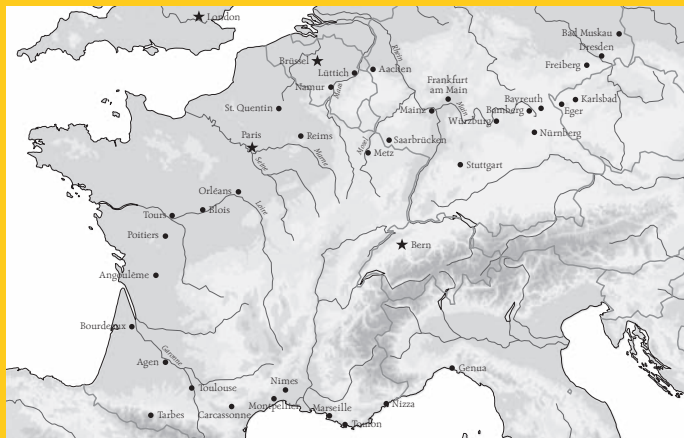 London
Bad Muskau
Dresden
Freiberg
Brüssel
Rhein
Lüttich
Aachen
Namur
Maas
Frankfurt
am Main
Karlsbad
Bayreuth
Eger
Bamberg
Main
Mainz
Würzburg
Nürnberg
St. Quentin
Paris
Reims
Marne
Seine
Saarbrücken
Metz
Stuttgart
Orléans
Loire
Tours
Blois
Poitiers
Bern
Angoulême
Bourdeaux
Garonne
Agen
Genua
Toulouse
Nimes
Nizza
Carcassonne
Montpellier
Marseille
Tarbes
Toulon